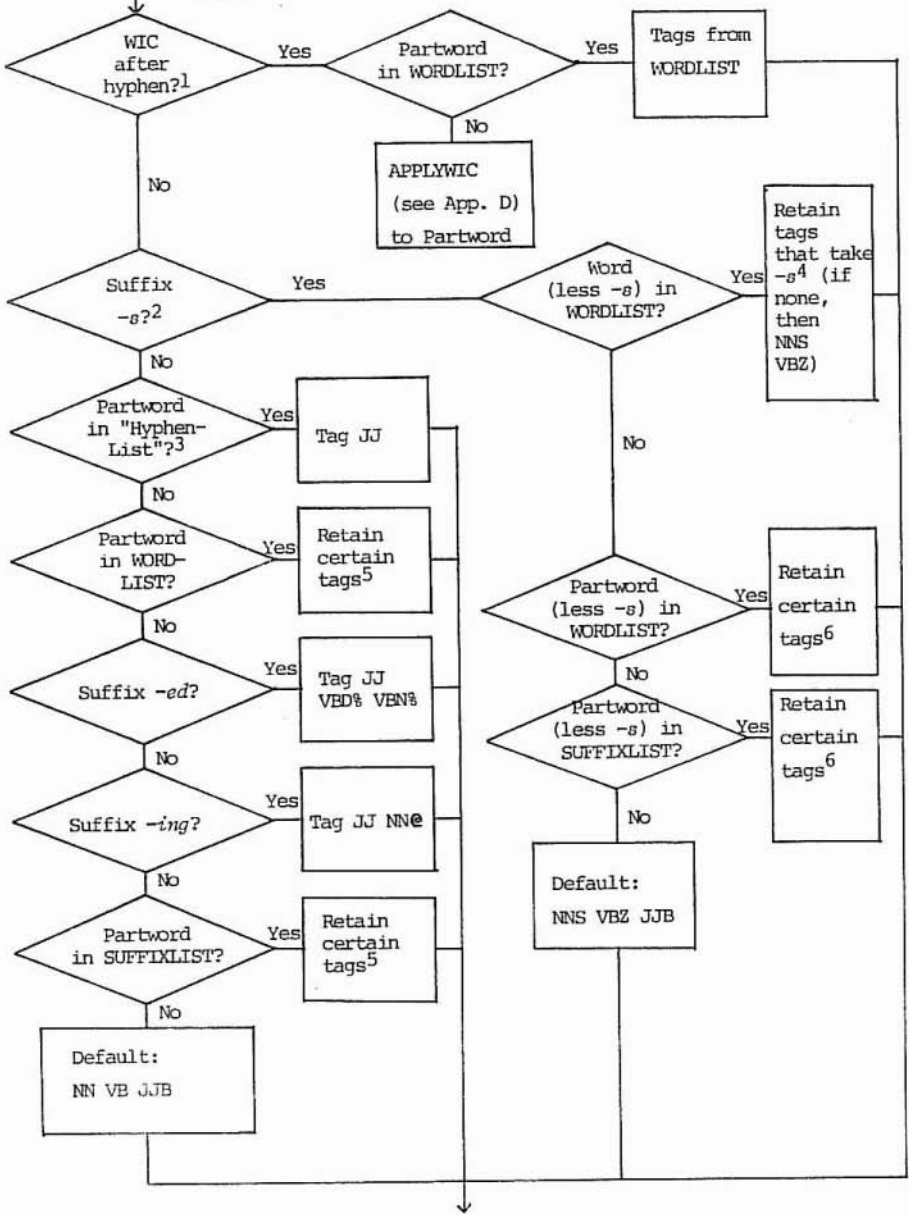 WIC
after
hyphen?1
Yes
Partword
in WORDLIST?
Yes
Tags from
WORDLIST
No
APPLYWIC
(see App. D)
to Partword
No
Suffix
-s?2
Yes
Word
(less -s) in
WORDLIST?
Yes
Retain
tags
that take
-s4 (if
none,
then
NNS
VBZ)
No
Partword
in "Hyphen-
List"?3
Yes
Tag JJ
No
No
Partword
in WORD-
LIST?
Yes
Retain
certain
tags5
Partword
(less -s) in
WORDLIST?
Yes
Retain
certain
tags6
No
Suffix -ed?
Yes
Tag JJ
VBD% VBN%
No
Partword
(less -s) in
SUFFIXLIST?
Yes
Retain
certain
tags6
No
Suffix -ing?
Yes
Tag JJ NN@
No
Default:
NNS VBZ JJB
No
Partword
in SUFFIXLIST?
Yes
Retain
certain
tags5
No
Default:
NN VB JJB